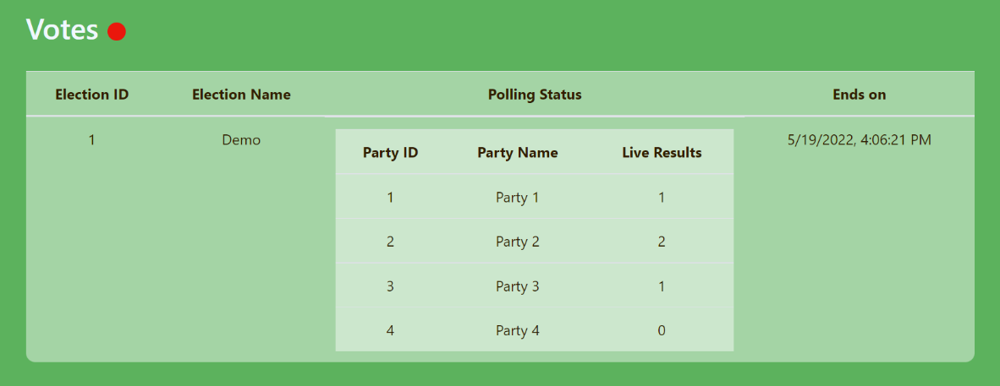 Votes
Election ID Election Name Polling Status Ends on
1 Demo 5/19/2022, 4:06:21 PM
Party ID Party Name Live Results
1 Party 1 1
2 Party 2 2
3 Party 3 1
4 Party 4 0